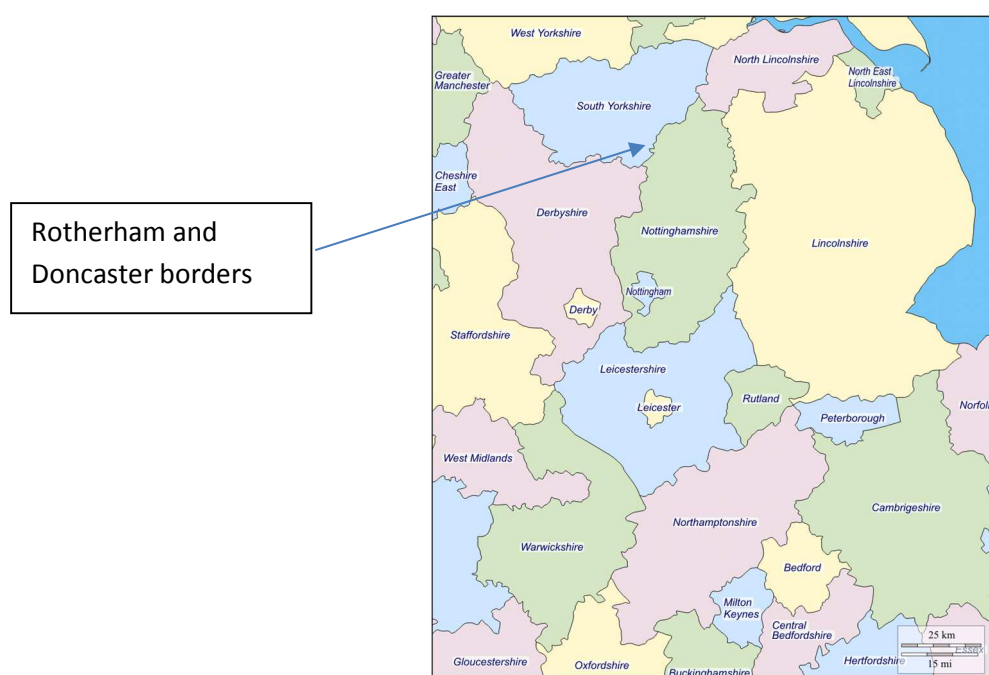 West Yorkshire
North Lincolnshire
Greater
Manchester
North East
Lincolnshire
South Yorkshire
Cheshire
East
Derbyshire
Rotherham and
Doncaster borders
Nottinghamshire
Lincolnshire
Nottingham
Derby
Staffordshire
Leicestershire
Rutland
Leicester
Peterborough
Norfol
West Midlands
Cambrigeshire
Northamptonshire
Warwickshire
Bedford
Milton
Keynes
Central
Bedfordshire
25 km
Essex
15 mi
Gloucestershire
Oxfordshire
Buckinghamshire
Hertfordshire